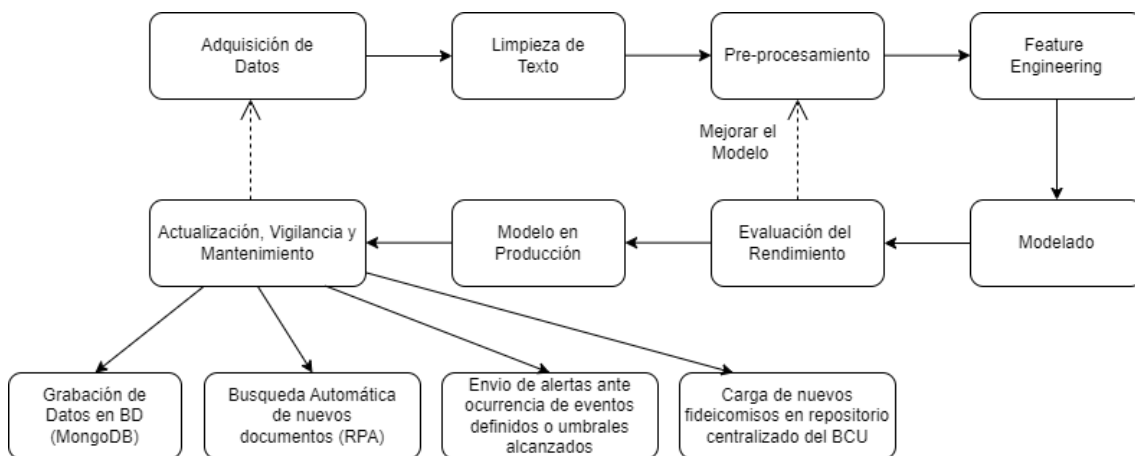 Adquisición de
Datos
Limpieza de
Texto
Pre-procesamiento
Feature
Engineering
Mejorar el
Modelo
Actualización, Vigilancia y
Mantenimiento
Modelo en
Producción
Evaluación del
Rendimiento
Modelado
Grabación de
Datos en BD
(MongoDB)
Busqueda Automática
de nuevos
documentos (RPA)
Envio de alertas ante
ocurrencia de eventos
definidos o umbrales
alcanzados
Carga de nuevos
fideicomisos en repositorio
centralizado del BCU